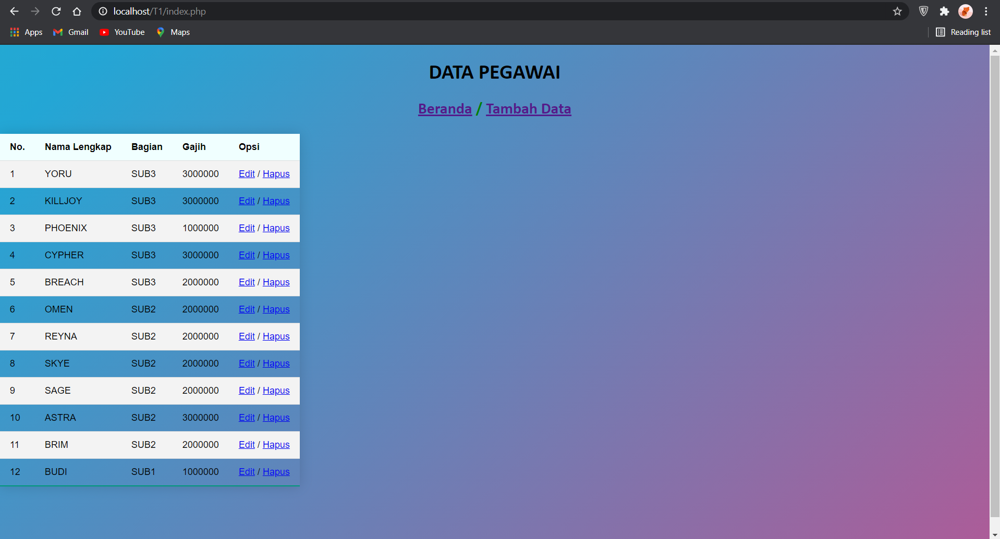 localhost/T1/index.php
Apps Gmail YouTube Maps Reading list
DATA PEGAWAI
Beranda / Tambah Data
No. Nama Lengkap Bagian Gajih Opsi
1 YORU SUB3 3000000 Edit / Hapus
2 KILLJOY SUB3 3000000 Edit / Hapus
3 PHOENIX SUB3 1000000 Edit / Hapus
4 CYPHER SUB3 3000000 Edit / Hapus
5 BREACH SUB3 2000000 Edit / Hapus
6 OMEN SUB2 2000000 Edit / Hapus
7 REYNA SUB2 2000000 Edit / Hapus
8 SKYE SUB2 2000000 Edit / Hapus
9 SAGE SUB2 2000000 Edit / Hapus
10 ASTRA SUB2 3000000 Edit / Hapus
11 BRIM SUB2 2000000 Edit / Hapus
12 BUDI SUB1 1000000 Edit / Hapus